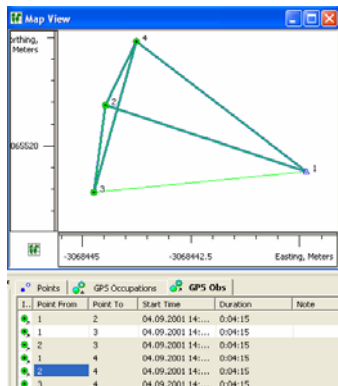 Map View
orthing,
Meters
4
2
065520
1
3
-3068445
-3068442.5
Easting, Meters
Points
GPS Occupations
GPS Obs
I..
Point From
Point To
Start Time
Duration
Note
1
2
04.09.2001 14:...
0:04:15
1
3
04.09.2001 14:...
0:04:15
2
3
04.09.2001 14:...
0:04:15
1
4
04.09.2001 14:...
0:04:15
2
4
04.09.2001 14:...
0:04:15
3
4
04.09.2001 14:...
0:04:15